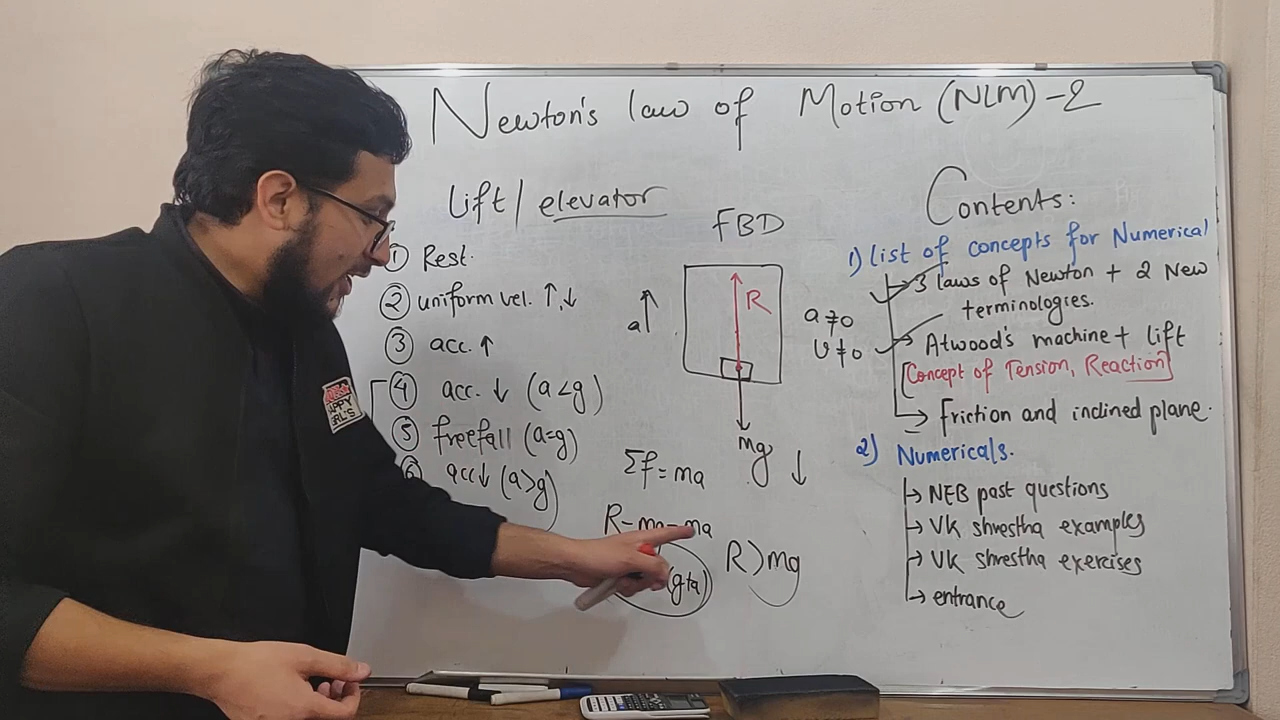 Newton's law of Motion (NLM)-2
Lift / elevator
① Rest.
② uniform vel. ↑,↓
③ acc. ↑
④ acc. ↓ (a<g)
⑤ freefall (a=g)
⑥ acc↓ (a>g)
FBD
a↑
R
a≠0
v≠0
mg ↓
Σf=ma
R-mg=ma
(g+a)
R>mg
Contents:
1) list of concepts for Numerical
→ 3 laws of Newton + 2 New
terminologies.
→ Atwood's machine + lift
[Concept of Tension, Reaction]
→ friction and inclined plane.
2) Numericals.
→ NEB past questions
→ VK shrestha examples
→ VK shrestha exercises
→ entrance